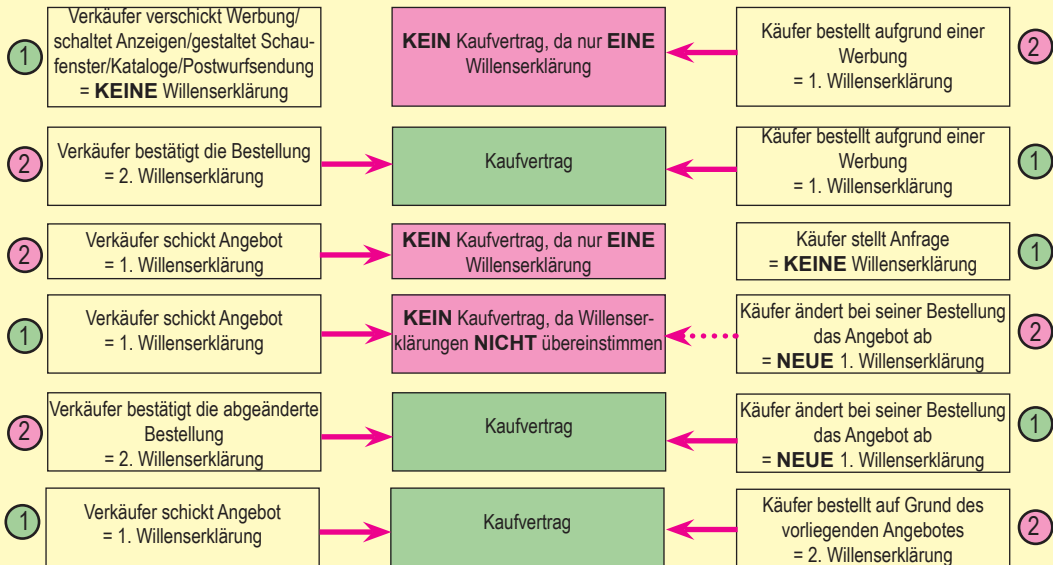 1
Verkäufer verschickt Werbung/
schaltet Anzeigen/gestaltet Schau-
fenster/Kataloge/Postwurfsendung
= KEINE Willenserklärung
KEIN Kaufvertrag, da nur EINE
Willenserklärung
Käufer bestellt aufgrund einer
Werbung
= 1. Willenserklärung
2
2
Verkäufer bestätigt die Bestellung
= 2. Willenserklärung
Kaufvertrag
Käufer bestellt aufgrund einer
Werbung
= 1. Willenserklärung
1
2
Verkäufer schickt Angebot
= 1. Willenserklärung
KEIN Kaufvertrag, da nur EINE
Willenserklärung
Käufer stellt Anfrage
= KEINE Willenserklärung
1
1
Verkäufer schickt Angebot
= 1. Willenserklärung
KEIN Kaufvertrag, da Willenser-
klärungen NICHT übereinstimmen
Käufer ändert bei seiner Bestellung
das Angebot ab
= NEUE 1. Willenserklärung
2
2
Verkäufer bestätigt die abgeänderte
Bestellung
= 2. Willenserklärung
Kaufvertrag
Käufer ändert bei seiner Bestellung
das Angebot ab
= NEUE 1. Willenserklärung
1
1
Verkäufer schickt Angebot
= 1. Willenserklärung
Kaufvertrag
Käufer bestellt auf Grund des
vorliegenden Angebotes
= 2. Willenserklärung
2